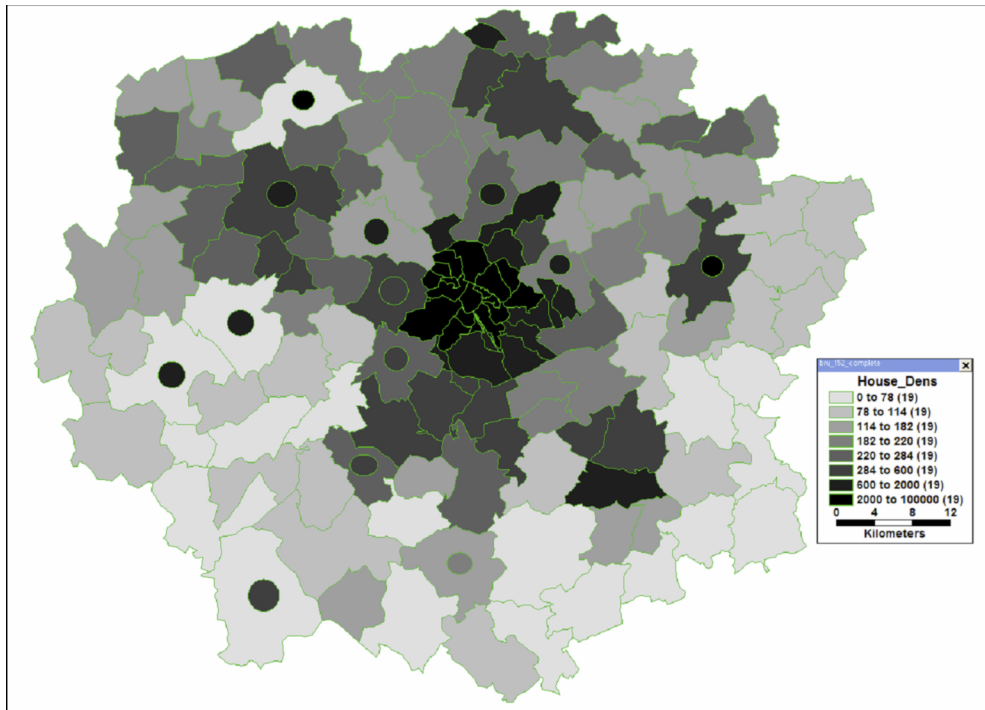 bru_152_complete
House_Dens
0 to 78 (19)
78 to 114 (19)
114 to 182 (19)
182 to 220 (19)
220 to 284 (19)
284 to 600 (19)
600 to 2000 (19)
2000 to 100000 (19)
0 4 8 12
Kilometers